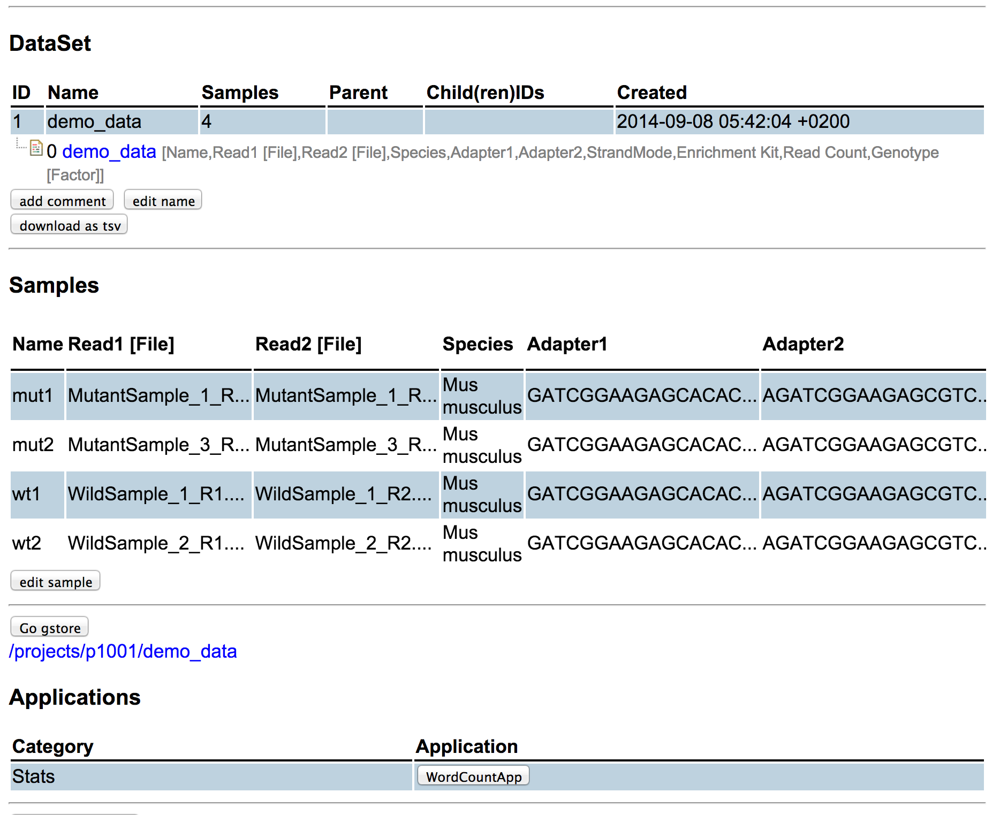 DataSet
ID Name Samples Parent Child(ren)IDs Created
1 demo_data 4 2014-09-08 05:42:04 +0200
0 demo_data [Name,Read1 [File],Read2 [File],Species,Adapter1,Adapter2,StrandMode,Enrichment Kit,Read Count,Genotype
[Factor]]
add comment edit name
download as tsv
Samples
Name Read1 [File] Read2 [File] Species Adapter1 Adapter2
mut1 MutantSample_1_R... MutantSample_1_R... Mus musculus GATCGGAAGAGCACAC... AGATCGGAAGAGCGTC..
mut2 MutantSample_3_R... MutantSample_3_R... Mus musculus GATCGGAAGAGCACAC... AGATCGGAAGAGCGTC..
wt1 WildSample_1_R1.... WildSample_1_R2.... Mus musculus GATCGGAAGAGCACAC... AGATCGGAAGAGCGTC..
wt2 WildSample_2_R1.... WildSample_2_R2.... Mus musculus GATCGGAAGAGCACAC... AGATCGGAAGAGCGTC..
edit sample
Go gstore
/projects/p1001/demo_data
Applications
Category Application
Stats WordCountApp